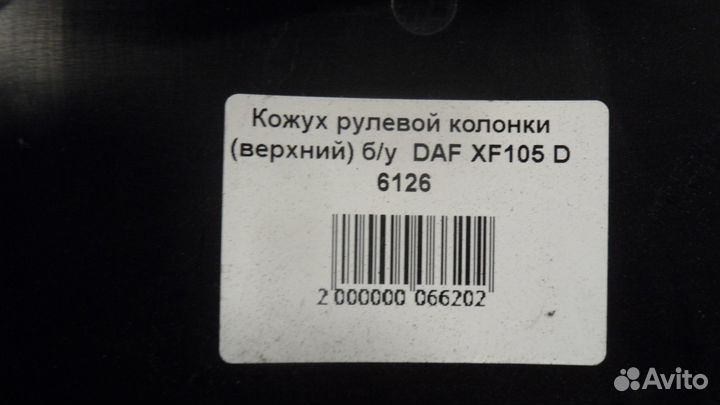 Кожух рулевой колонки
(верхний) б/у DAF XF105 D
6126
2 000000 066202
Avito